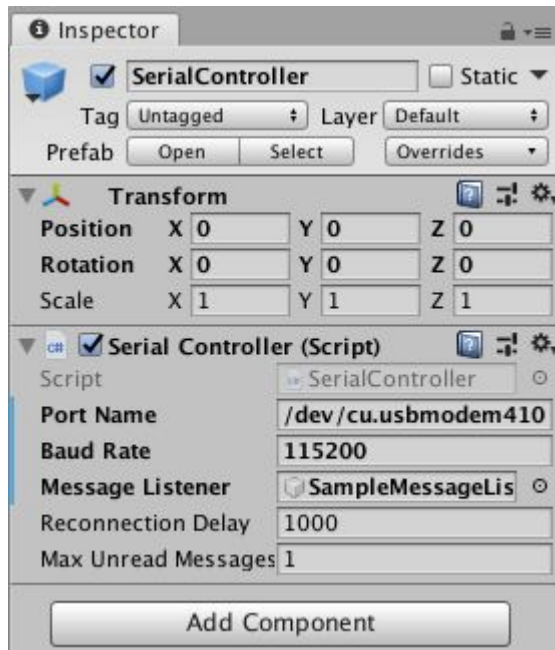 Inspector
SerialController Static
Tag Untagged Layer Default
Prefab Open Select Overrides
Transform
Position X 0 Y 0 Z 0
Rotation X 0 Y 0 Z 0
Scale X 1 Y 1 Z 1
C# Serial Controller (Script)
Script SerialController
Port Name /dev/cu.usbmodem410
Baud Rate 115200
Message Listener SampleMessageLis
Reconnection Delay 1000
Max Unread Messages 1
Add Component